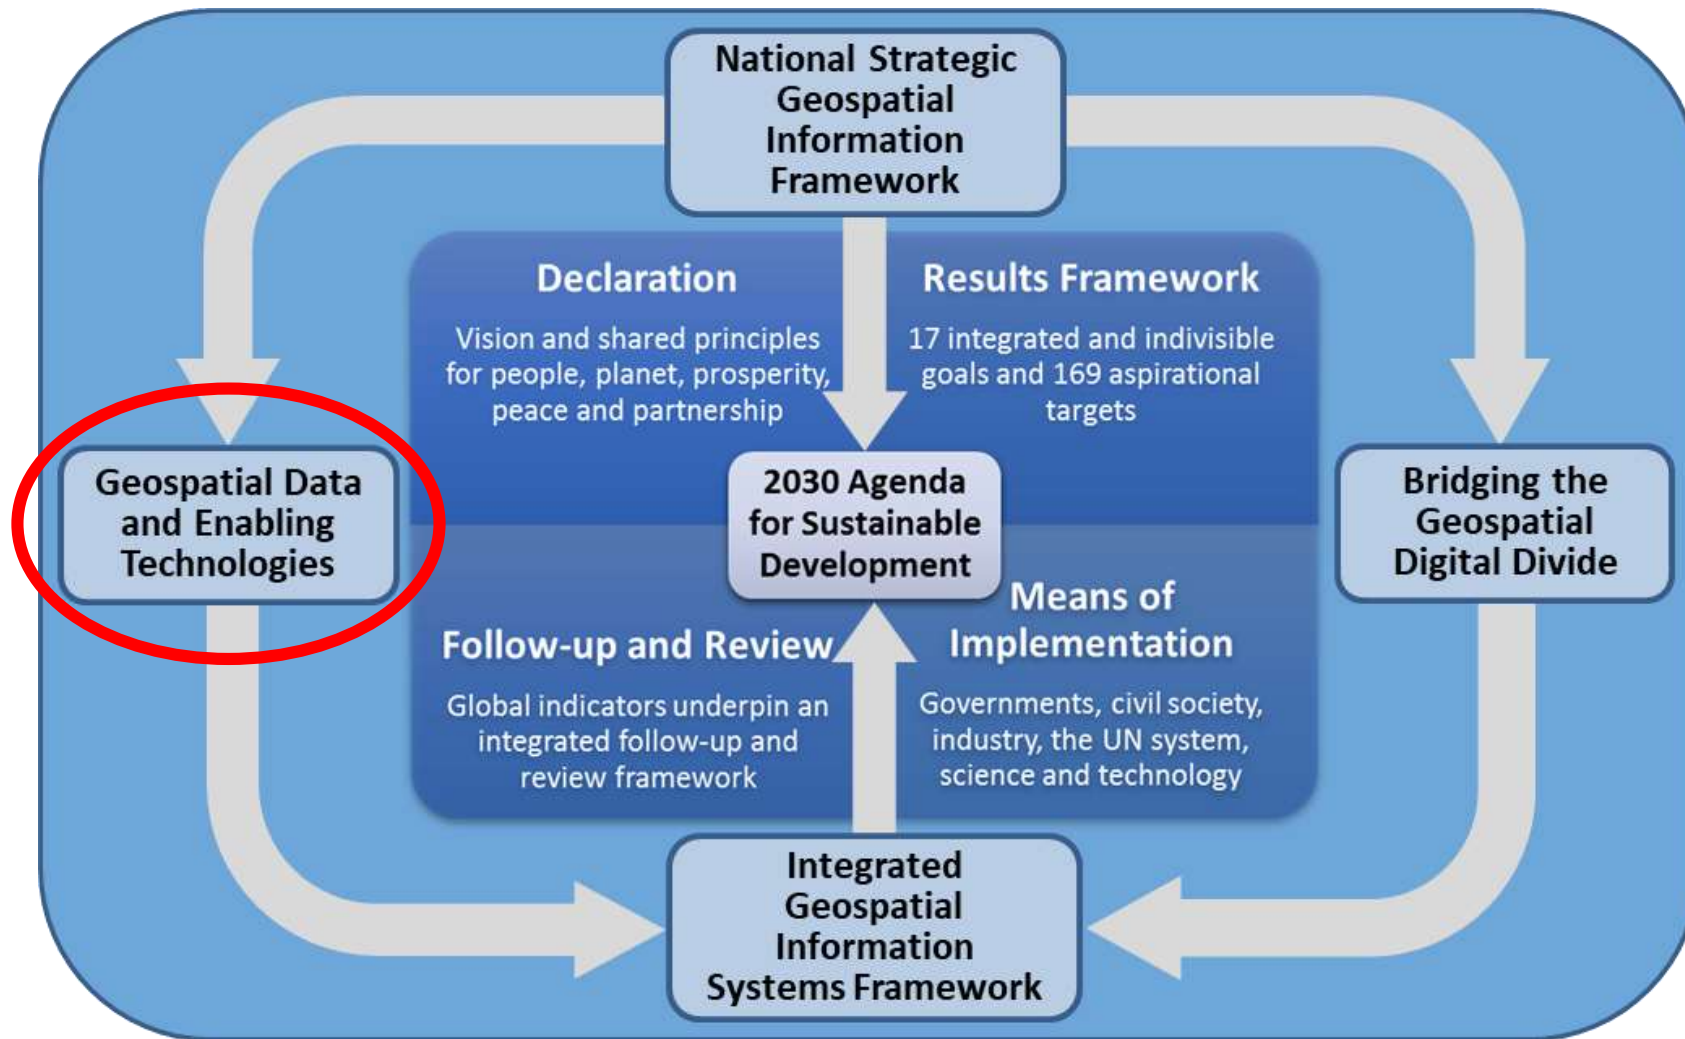 National Strategic
Geospatial
Information
Framework
Declaration
Vision and shared principles
for people, planet, prosperity,
peace and partnership
Results Framework
17 integrated and indivisible
goals and 169 aspirational
targets
Geospatial Data
and Enabling
Technologies
2030 Agenda
for Sustainable
Development
Bridging the
Geospatial
Digital Divide
Follow-up and Review
Global indicators underpin an
integrated follow-up and
review framework
Means of
Implementation
Governments, civil society,
industry, the UN system,
science and technology
Integrated
Geospatial
Information
Systems Framework